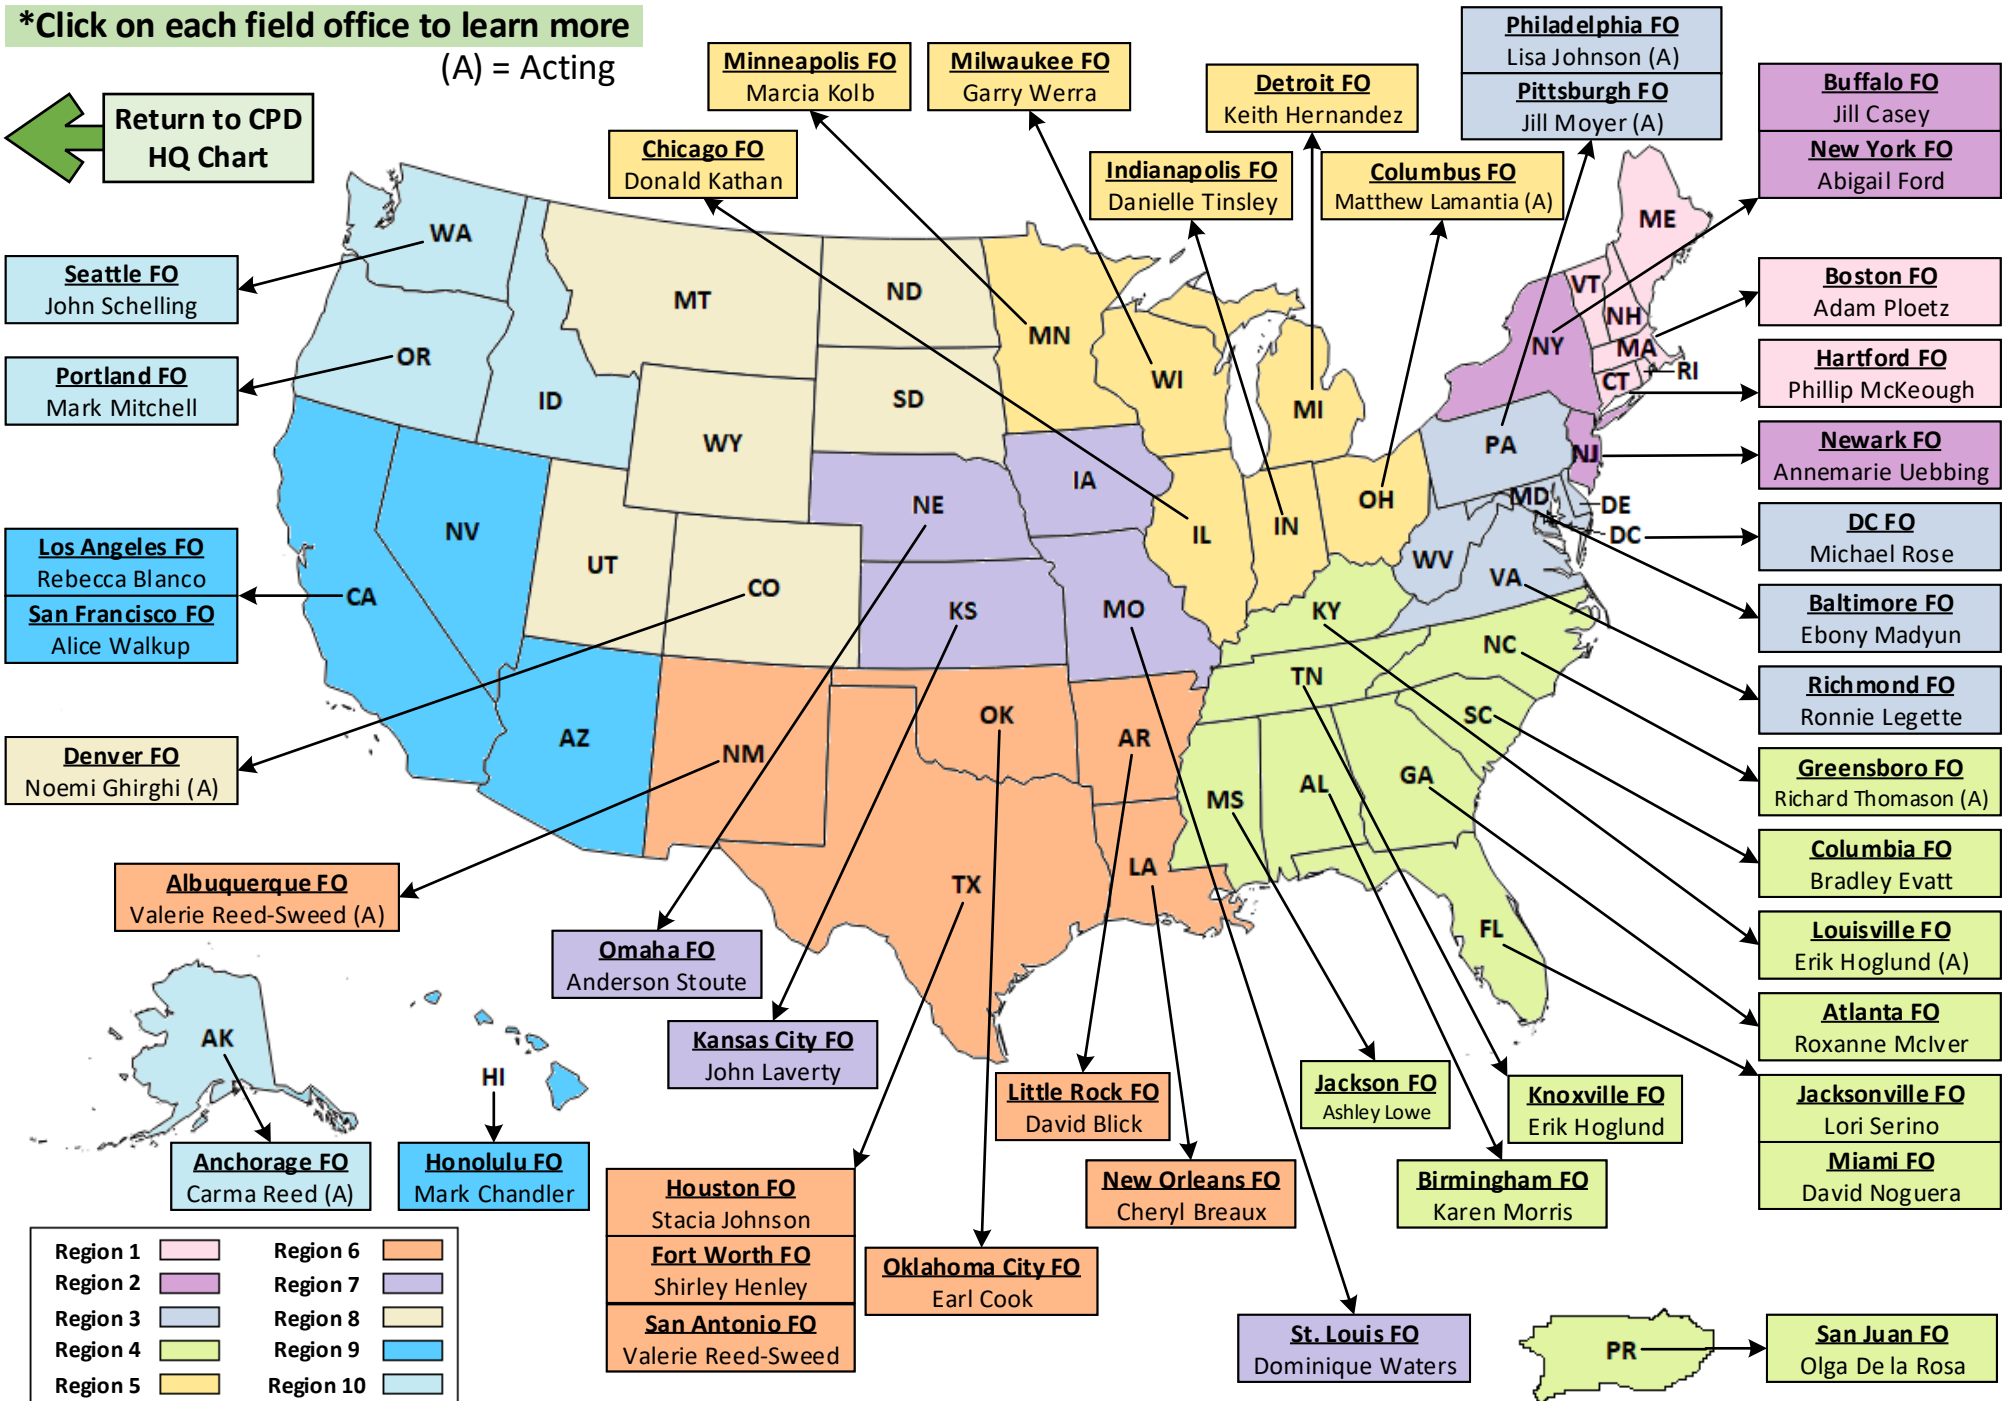 *Click on each field office to learn more
(A) = Acting
Return to CPD
HQ Chart
Minneapolis FO
Marcia Kolb
Milwaukee FO
Garry Werra
Detroit FO
Keith Hernandez
Philadelphia FO
Lisa Johnson (A)
Pittsburgh FO
Jill Moyer (A)
Buffalo FO
Jill Casey
New York FO
Abigail Ford
Chicago FO
Donald Kathan
Indianapolis FO
Danielle Tinsley
Columbus FO
Matthew Lamantia (A)
Seattle FO
John Schelling
Portland FO
Mark Mitchell
Los Angeles FO
Rebecca Blanco
San Francisco FO
Alice Walkup
Denver FO
Noemi Ghirghi (A)
Albuquerque FO
Valerie Reed-Sweed (A)
Boston FO
Adam Ploetz
Hartford FO
Phillip McKeough
Newark FO
Annemarie Uebbing
DC FO
Michael Rose
Baltimore FO
Ebony Madyun
Richmond FO
Ronnie Legette
Greensboro FO
Richard Thomason (A)
Columbia FO
Bradley Evatt
Louisville FO
Erik Hoglund (A)
Atlanta FO
Roxanne McIver
Jacksonville FO
Lori Serino
Miami FO
David Noguera
WA
OR
ID
MT
ND
SD
WY
MN
WI
MI
IA
NE
NV
UT
CO
CA
KS
MO
IL
IN
OH
PA
NY
VT
NH
ME
MA
RI
CT
NJ
MD
DE
DC
WV
VA
KY
NC
TN
SC
AZ
NM
OK
AR
MS
AL
GA
TX
LA
FL
AK
HI
PR
Omaha FO
Anderson Stoute
Kansas City FO
John Laverty
Little Rock FO
David Blick
Jackson FO
Ashley Lowe
Knoxville FO
Erik Hoglund
Anchorage FO
Carma Reed (A)
Honolulu FO
Mark Chandler
Houston FO
Stacia Johnson
Fort Worth FO
Shirley Henley
San Antonio FO
Valerie Reed-Sweed
Oklahoma City FO
Earl Cook
New Orleans FO
Cheryl Breaux
Birmingham FO
Karen Morris
St. Louis FO
Dominique Waters
San Juan FO
Olga De la Rosa
Region 1
Region 2
Region 3
Region 4
Region 5
Region 6
Region 7
Region 8
Region 9
Region 10